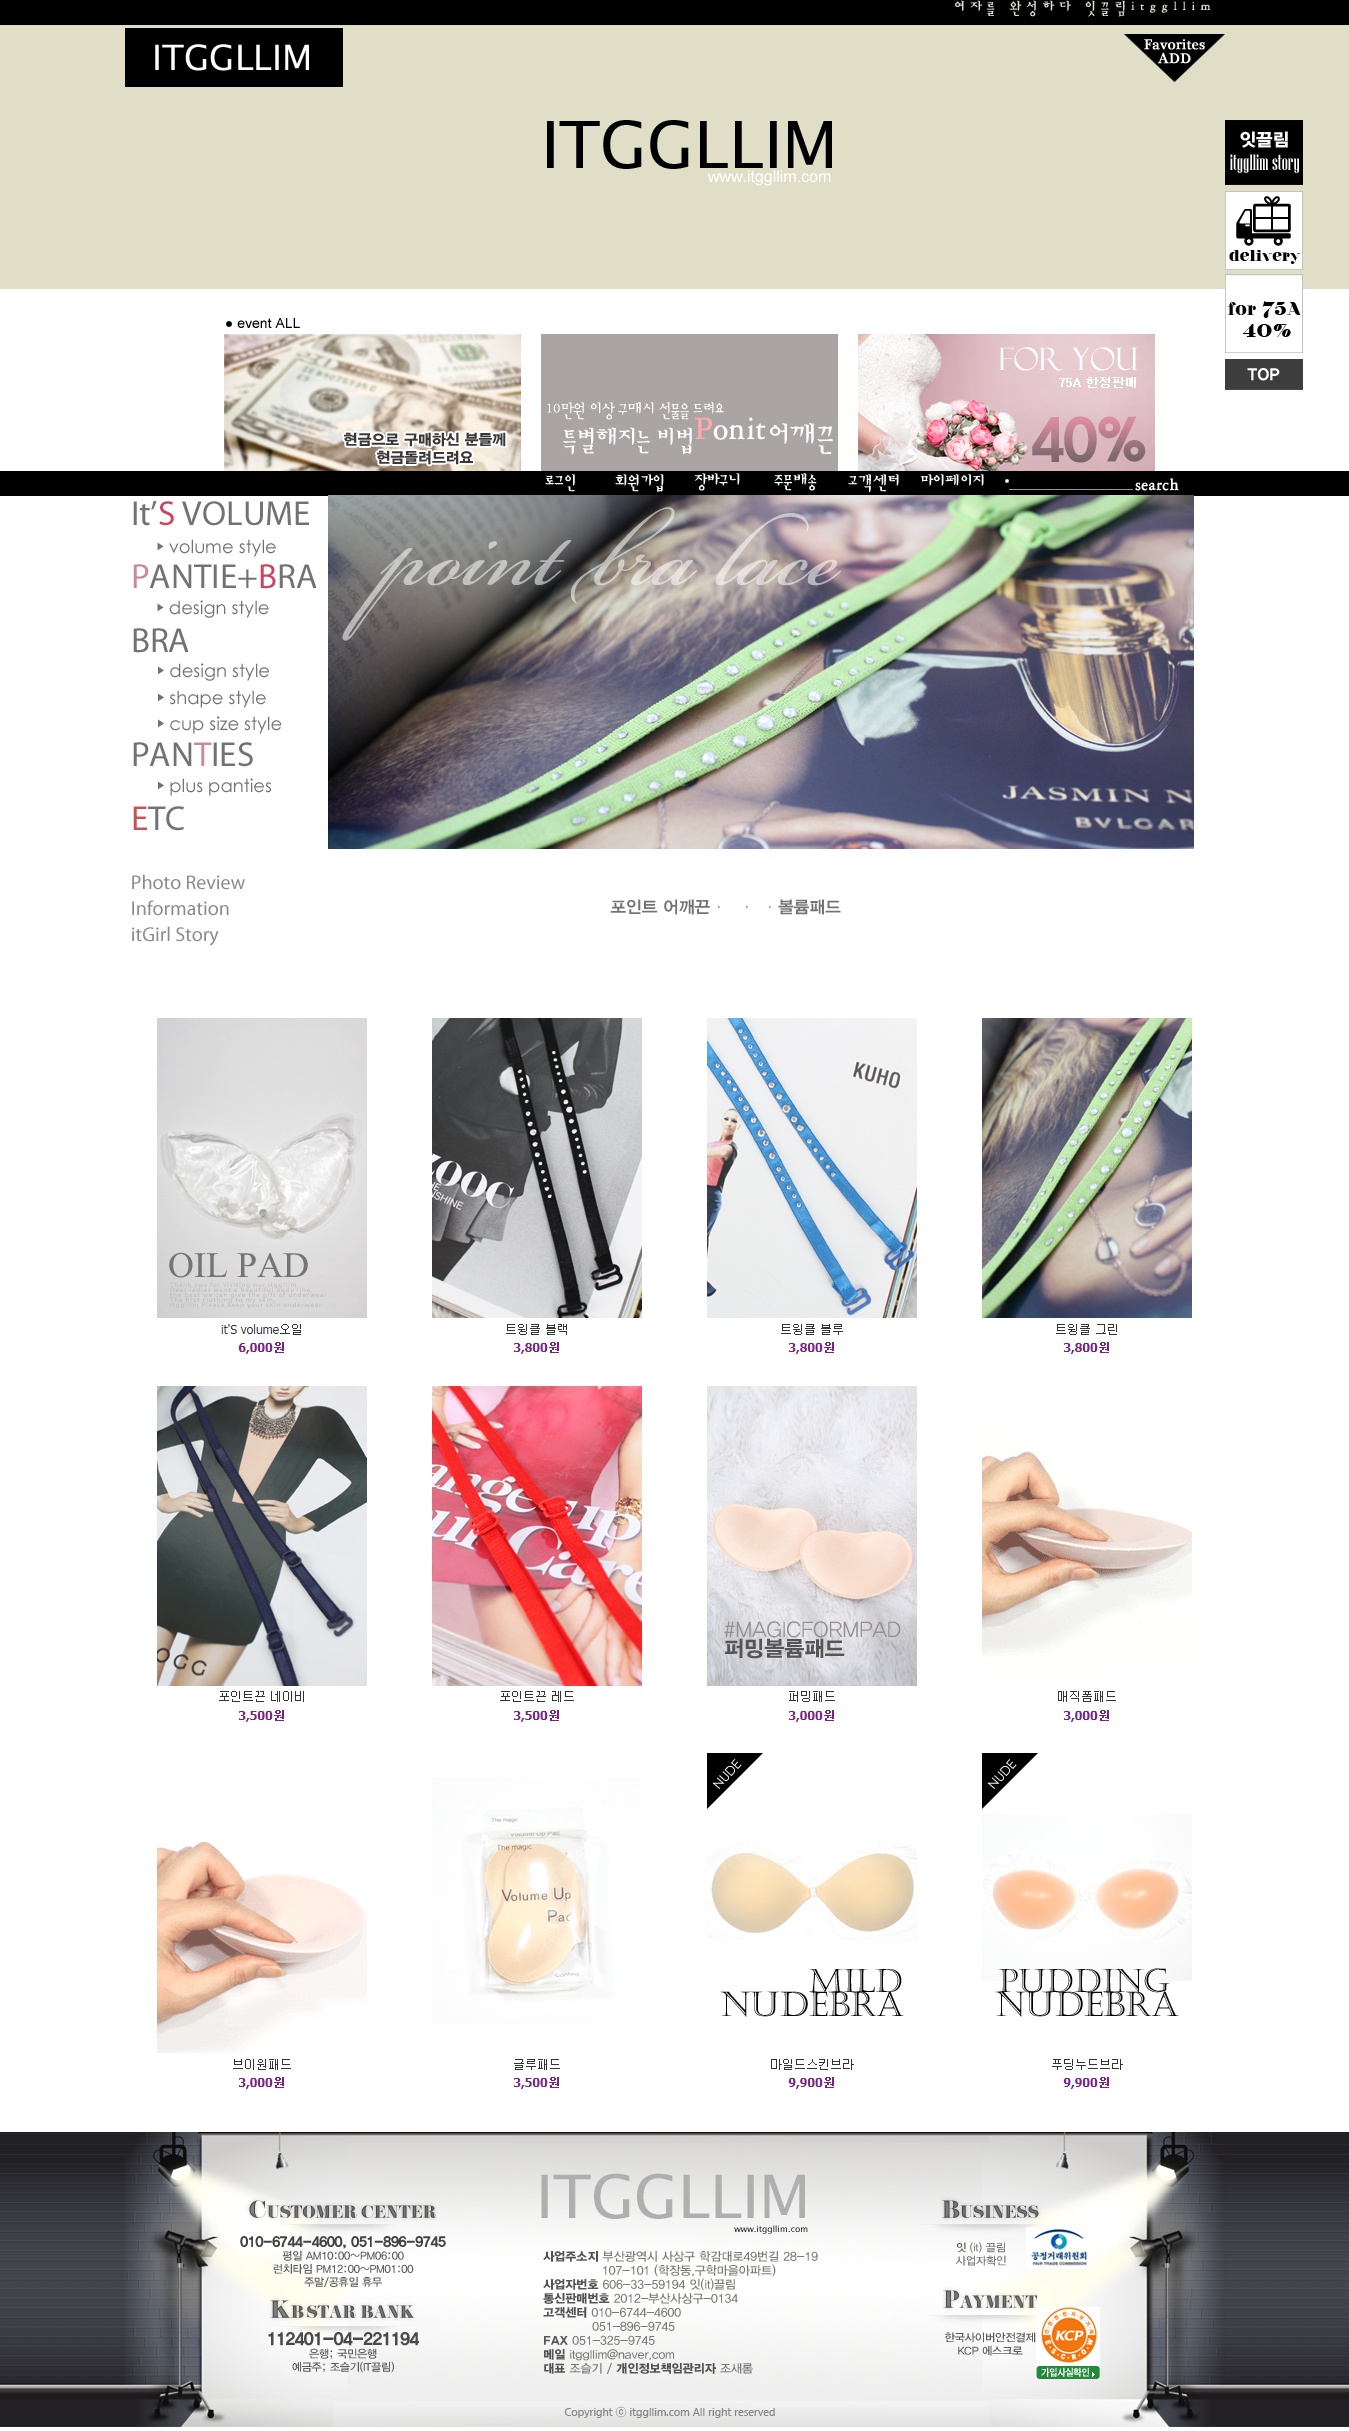 여자를 완성하다 잇끌림itggllim
ITGGLLIM
Favorites
ADD
ITGGLLIM
www.itggllim.com
잇끌림
itggllim story
delivery
for 75A
40%
TOP
● event ALL
현금으로 구매하신 분들께
현금돌려드려요
10만원 이상 구매시 선물을 드려요
특별해지는 비법 Ponit어깨끈
FOR YOU
75A 한정판매
40%
로그인 회원가입 장바구니 주문배송 고객센터 마이페이지 search
It'S VOLUME
volume style
PANTIE+BRA
design style
BRA
design style
shape style
cup size style
PANTIES
plus panties
ETC
Photo Review
Information
itGirl Story
point bra lace
JASMIN N
BVLGAR
포인트 어깨끈 · · · 볼륨패드
OIL PAD
it'S volume오일
6,000원
ZOOC
NSHINE
트윙클 블랙
3,800원
KUHO
트윙클 블루
3,800원
트윙클 그린
3,800원
OGG
포인트끈 네이비
3,500원
포인트끈 레드
3,500원
#MAGICFORMPAD
퍼밍볼륨패드
퍼밍패드
3,000원
매직폼패드
3,000원
브이원패드
3,000원
The magic
Volume Up Pad
The magic
Volume Up
Pad
글루패드
3,500원
NUDE
MILD
NUDEBRA
마일드스킨브라
9,900원
NUDE
PUDDING
NUDEBRA
푸딩누드브라
9,900원
CUSTOMER CENTER
010-6744-4600, 051-896-9745
평일 AM10:00~PM06:00
런치타임 PM12:00~PM01:00
주말/공휴일 휴무
KBSTAR BANK
112401-04-221194
은행; 국민은행
예금주; 조슬기(IT끌림)
ITGGLLIM
www.itggllim.com
사업주소지 부산광역시 사상구 학감대로49번길 28-19
107-101 (학장동,구학마을아파트)
사업자번호 606-33-59194 잇(it)끌림
통신판매번호 2012-부산사상구-0134
고객센터 010-6744-4600
051-896-9745
FAX 051-325-9745
메일 itggllim@naver.com
대표 조슬기 / 개인정보책임관리자 조새롬
BUSINESS
잇 (it) 끌림
사업자확인
공정거래위원회
FAIR TRADE COMMISSION
PAYMENT
한국사이버안전결제
KCP 에스크로
KCP
ESCROW
가입사실확인
Copyright ⓒ itggllim.com All right reserved